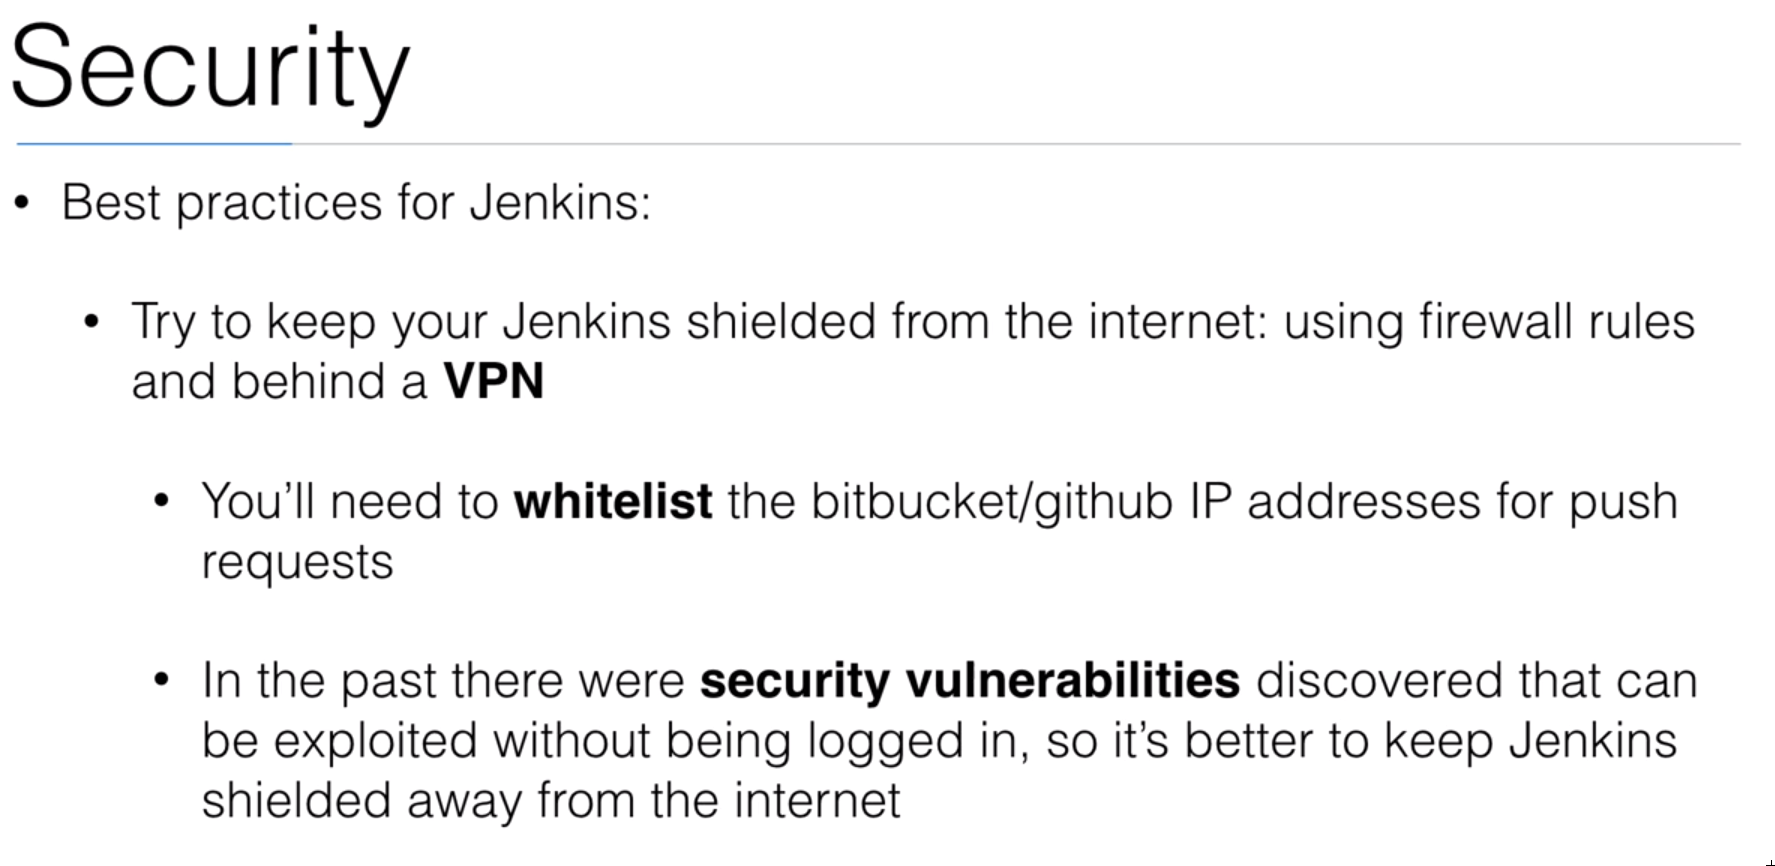 Security
• Best practices for Jenkins:
• Try to keep your Jenkins shielded from the internet: using firewall rules
and behind a VPN
• You’ll need to whitelist the bitbucket/github IP addresses for push
requests
• In the past there were security vulnerabilities discovered that can
be exploited without being logged in, so it’s better to keep Jenkins
shielded away from the internet